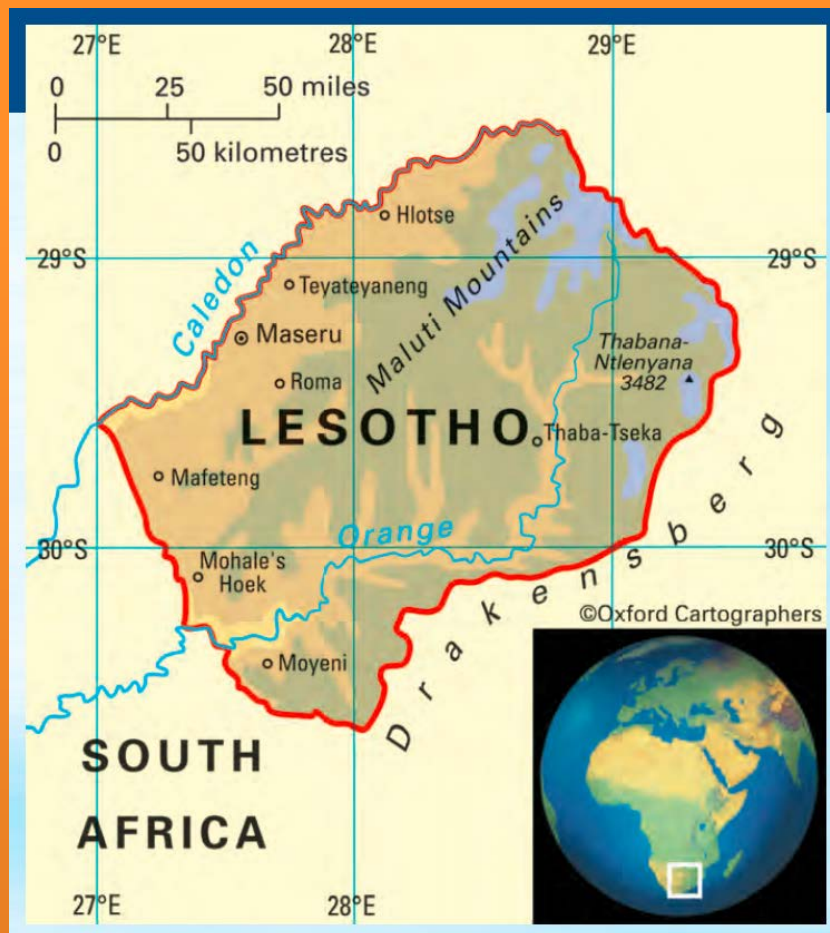 27°E 28°E 29°E
0 25 50 miles
0 50 kilometres
Hlotse
29°S 29°S
Caledon
Maluti Mountains
Teyateyaneng
Maseru
Thabana-
Ntlenyana
3482
Roma
LESOTHO
Thaba-Tseka
Mafeteng
Orange
30°S 30°S
Mohale's
Hoek
Drakensberg
©Oxford Cartographers
Moyeni
SOUTH
AFRICA
27°E 28°E